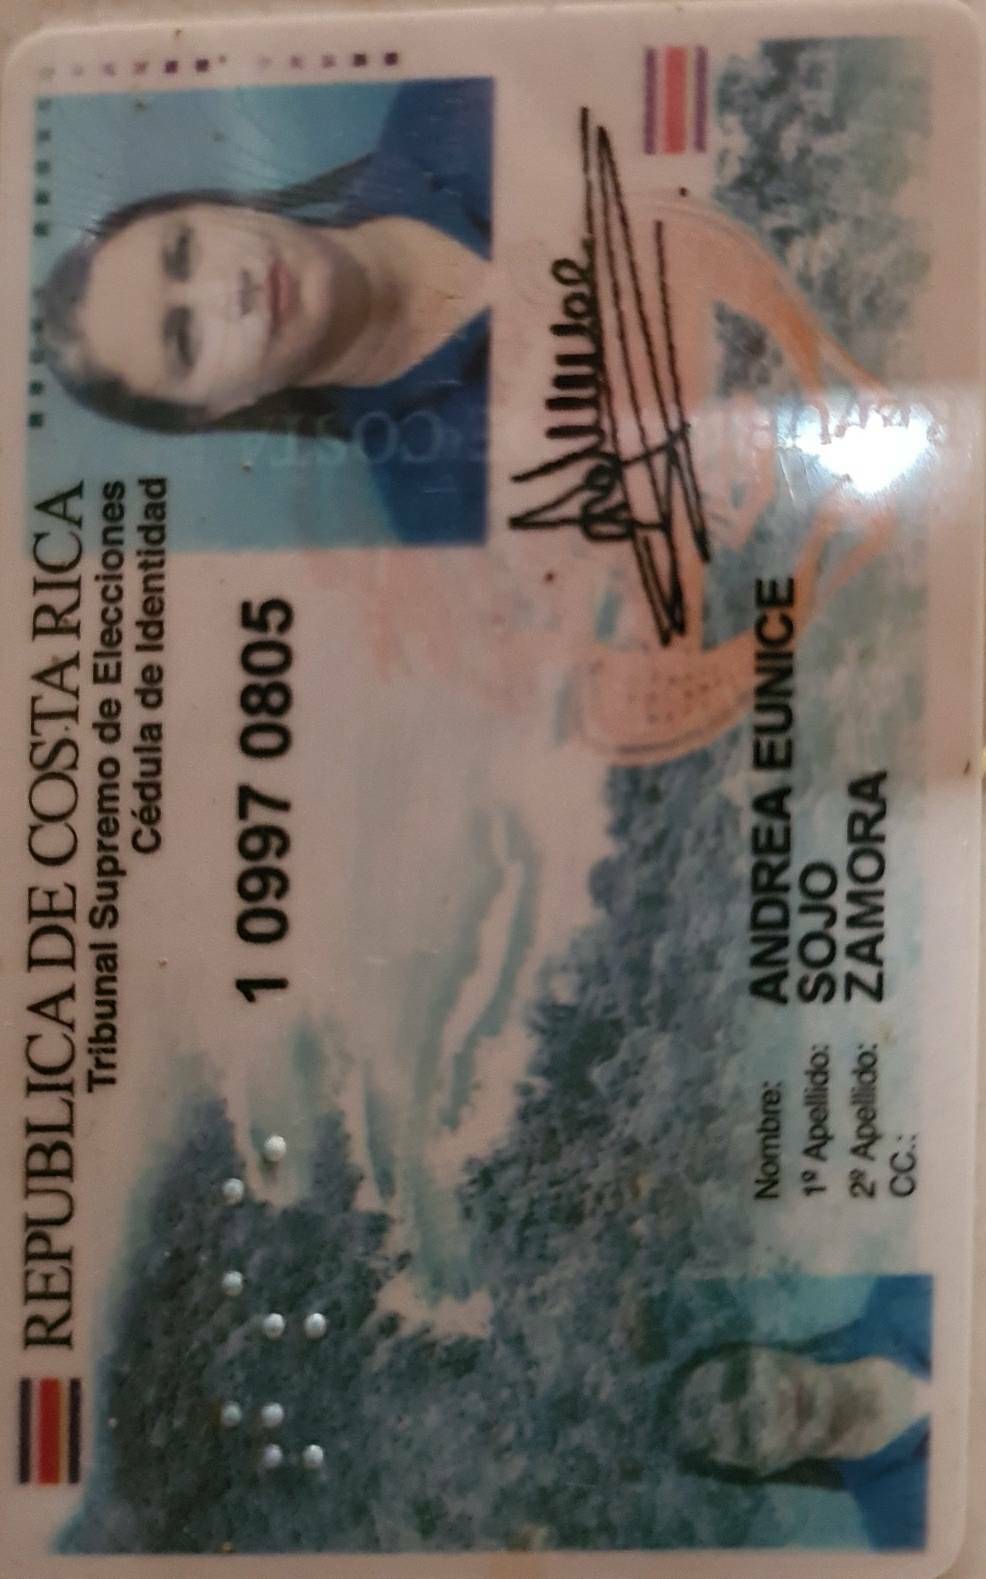 REPUBLICA DE COSTA RICA
Tribunal Supremo de Elecciones
Cédula de Identidad
1 0997 0805
COSTA
Nombre: ANDREA EUNICE
1º Apellido: SOJO
2º Apellido: ZAMORA
CC.: